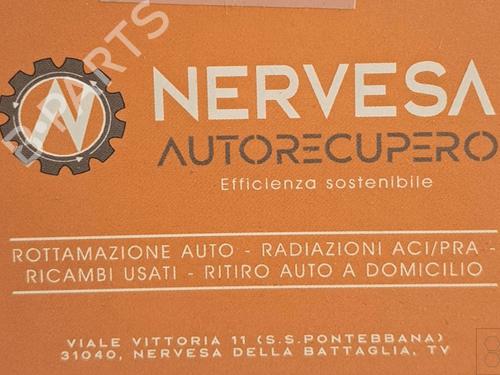 NERVESA
AUTORECUPERO
Efficienza sostenibile
ROTTAMAZIONE AUTO - RADIAZIONI ACI/PRA -
RICAMBI USATI - RITIRO AUTO A DOMICILIO
VIALE VITTORIA 11 (S.S.PONTEBBANA)
31040, NERVESA DELLA BATTAGLIA, TV